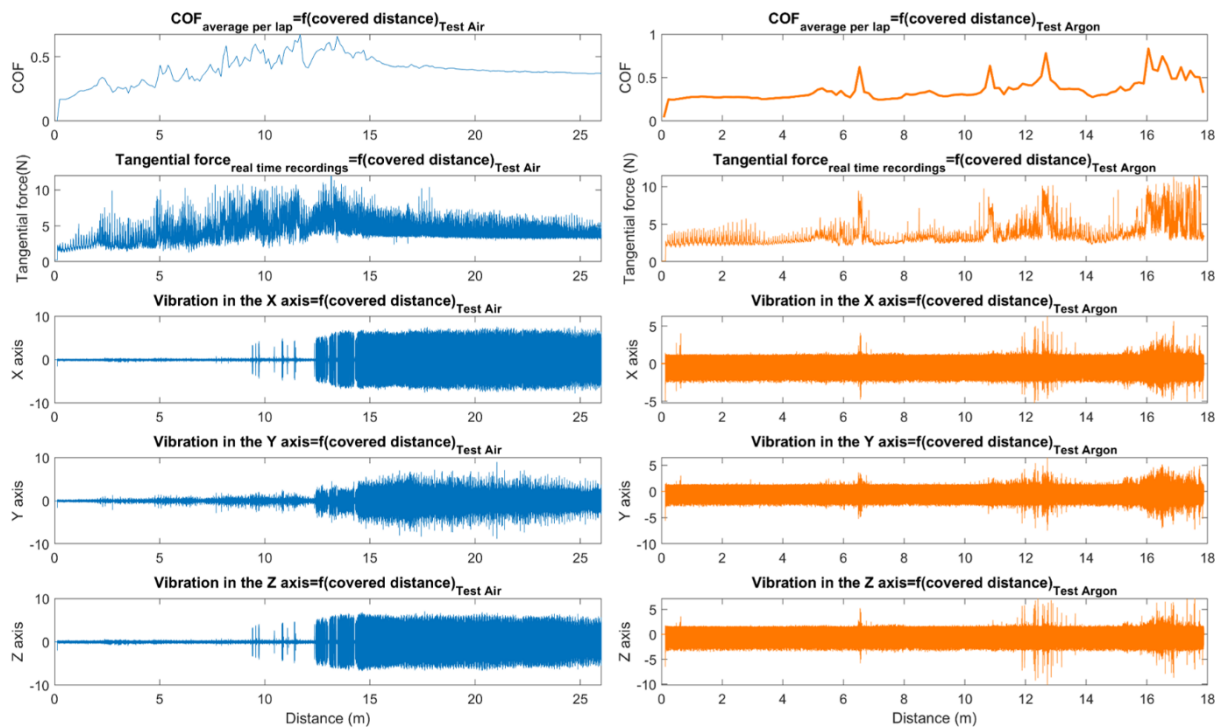 COF average per lap=f(covered distance) Test Air
COF
0.5
0
0 5 10 15 20 25
Tangential force real time recordings=f(covered distance) Test Air
Tangential force(N)
10
5
0
0 5 10 15 20 25
Vibration in the X axis=f(covered distance) Test Air
X axis
10
0
-10
0 5 10 15 20 25
Vibration in the Y axis=f(covered distance) Test Air
Y axis
10
0
-10
0 5 10 15 20 25
Vibration in the Z axis=f(covered distance) Test Air
Z axis
10
0
-10
0 5 10 15 20 25
Distance (m)
COF average per lap=f(covered distance) Test Argon
COF
1
0.5
0
0 2 4 6 8 10 12 14 16 18
Tangential force real time recordings=f(covered distance) Test Argon
Tangential force (N)
10
5
0
0 2 4 6 8 10 12 14 16 18
Vibration in the X axis=f(covered distance) Test Argon
X axis
5
0
-5
0 2 4 6 8 10 12 14 16 18
Vibration in the Y axis=f(covered distance) Test Argon
Y axis
5
0
-5
-10
0 2 4 6 8 10 12 14 16 18
Vibration in the Z axis=f(covered distance) Test Argon
Z axis
5
0
-5
-10
0 2 4 6 8 10 12 14 16 18
Distance (m)